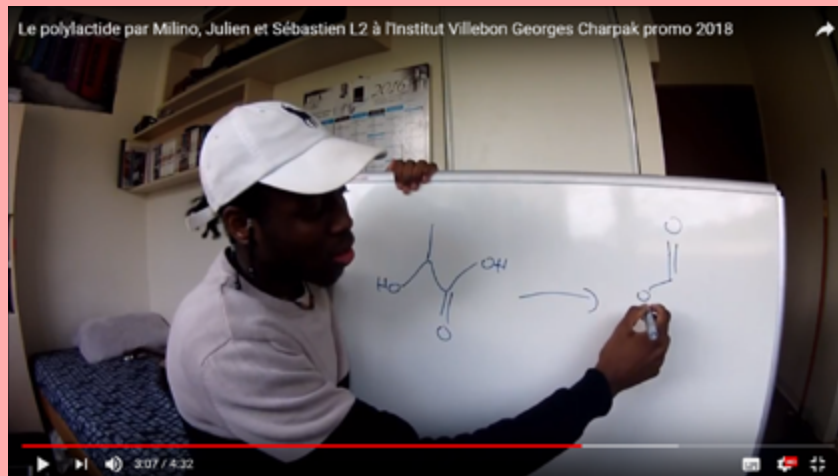 Le polylactide par Milino, Julien et Sébastien L2 à l'Institut Villebon Georges Charpak promo 2018
2016
HO
OH
O
O
O
3:07 / 4:32